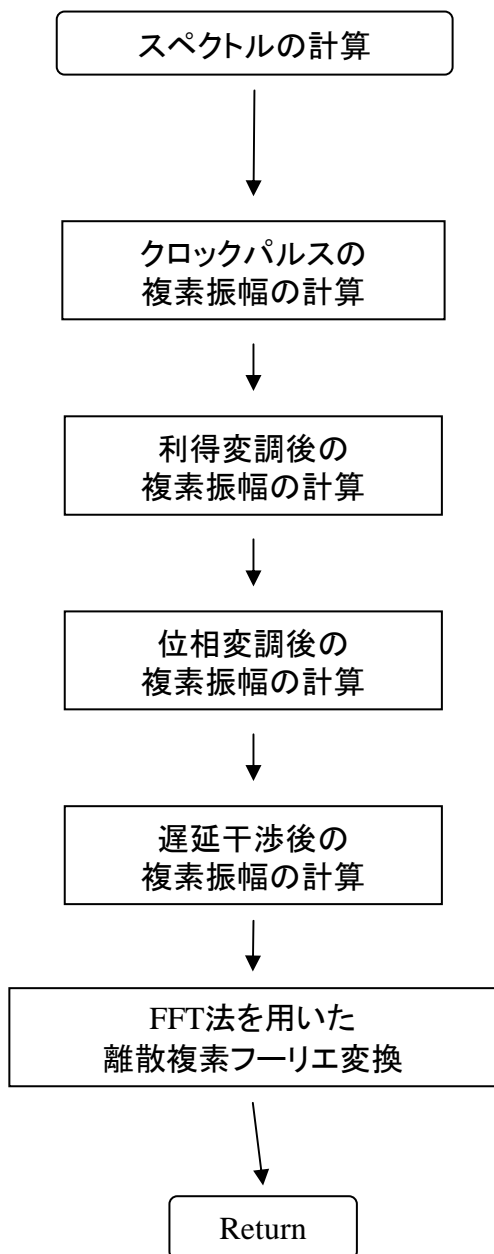 スペクトルの計算
クロックパルスの
複素振幅の計算
利得変調後の
複素振幅の計算
位相変調後の
複素振幅の計算
遅延干渉後の
複素振幅の計算
FFT法を用いた
離散複素フーリエ変換
Return